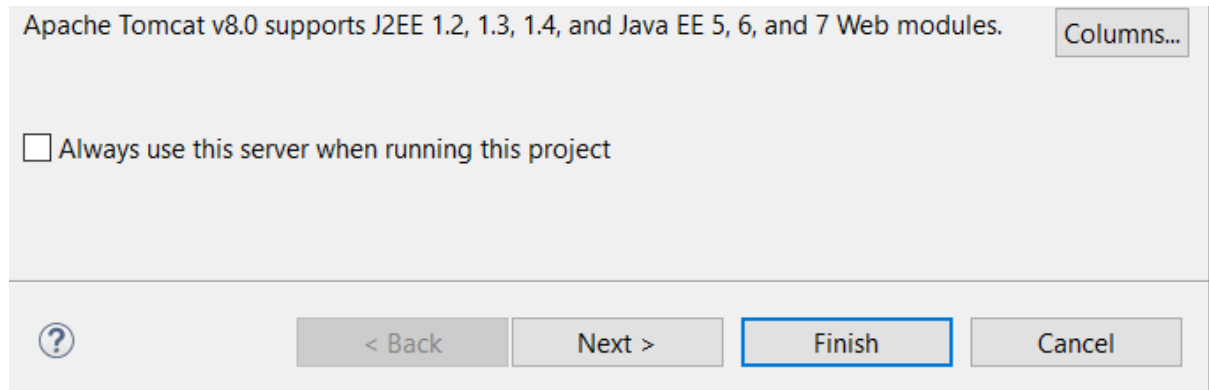 Apache Tomcat v8.0 supports J2EE 1.2, 1.3, 1.4, and Java EE 5, 6, and 7 Web modules.
Columns...
Always use this server when running this project
?
< Back
Next >
Finish
Cancel